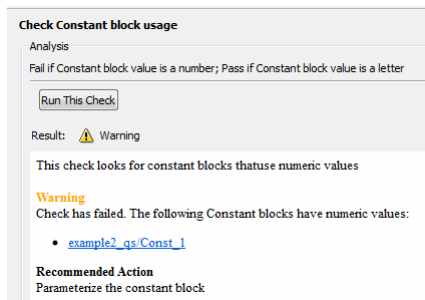 Check Constant block usage
Analysis
Fail if Constant block value is a number; Pass if Constant block value is a letter
Run This Check
Result: Warning
This check looks for constant blocks thatuse numeric values
Warning
Check has failed. The following Constant blocks have numeric values:
• example2_qs/Const_1
Recommended Action
Parameterize the constant block